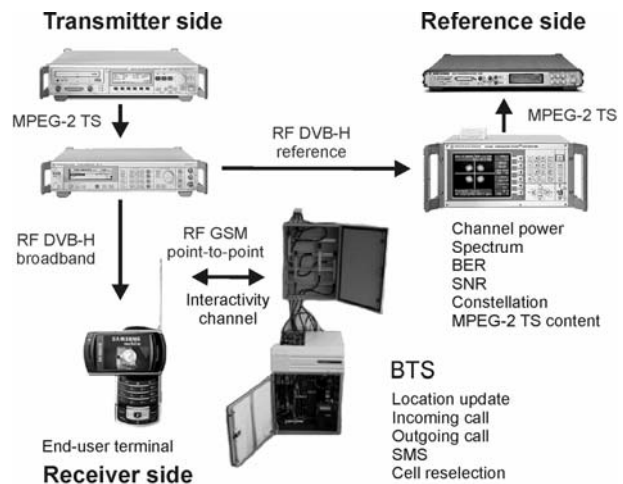 Transmitter side
Reference side
MPEG-2 TS
MPEG-2 TS
RF DVB-H
reference
RF DVB-H
broadband
RF GSM
point-to-point
Interactivity
channel
Channel power
Spectrum
BER
SNR
Constellation
MPEG-2 TS content
SAMSUNG
BTS
Location update
Incoming call
Outgoing call
SMS
Cell reselection
End-user terminal
Receiver side